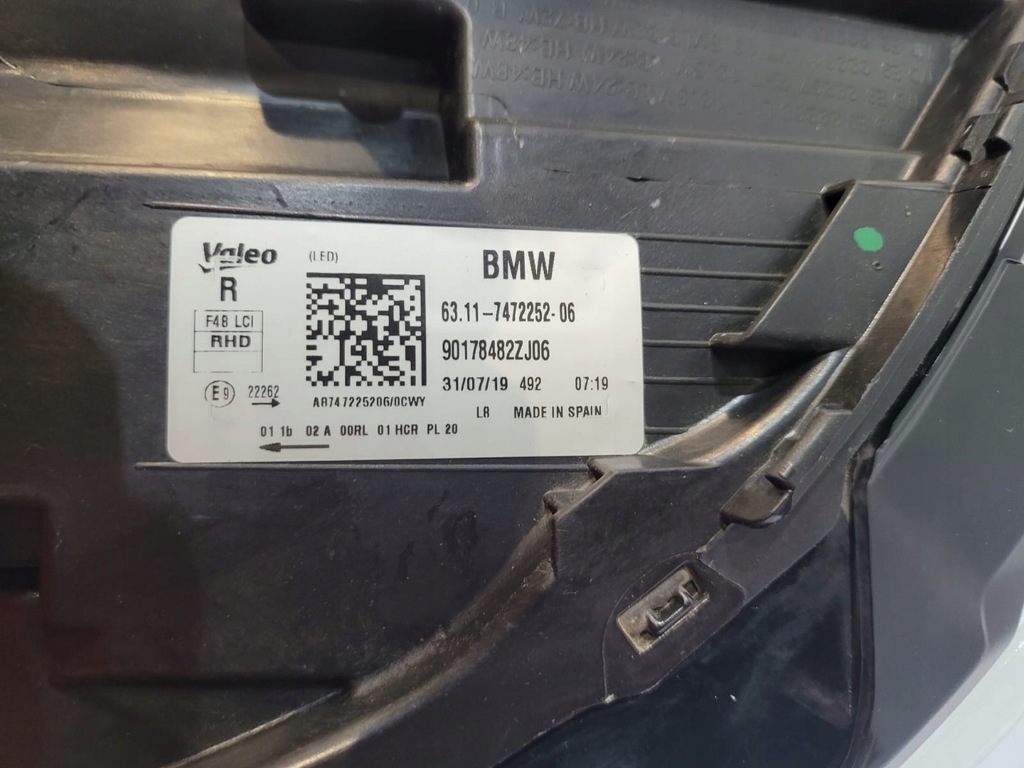 Valeo
(LED)
BMW
R
F48 LCI
RHD
63.11-7472252-06
90178482ZJ06
31/07/19 492 07:19
E9 22262
A8747225206/0CWY
L8 MADE IN SPAIN
01 1b 02 A 00RL 01 HCR PL 20